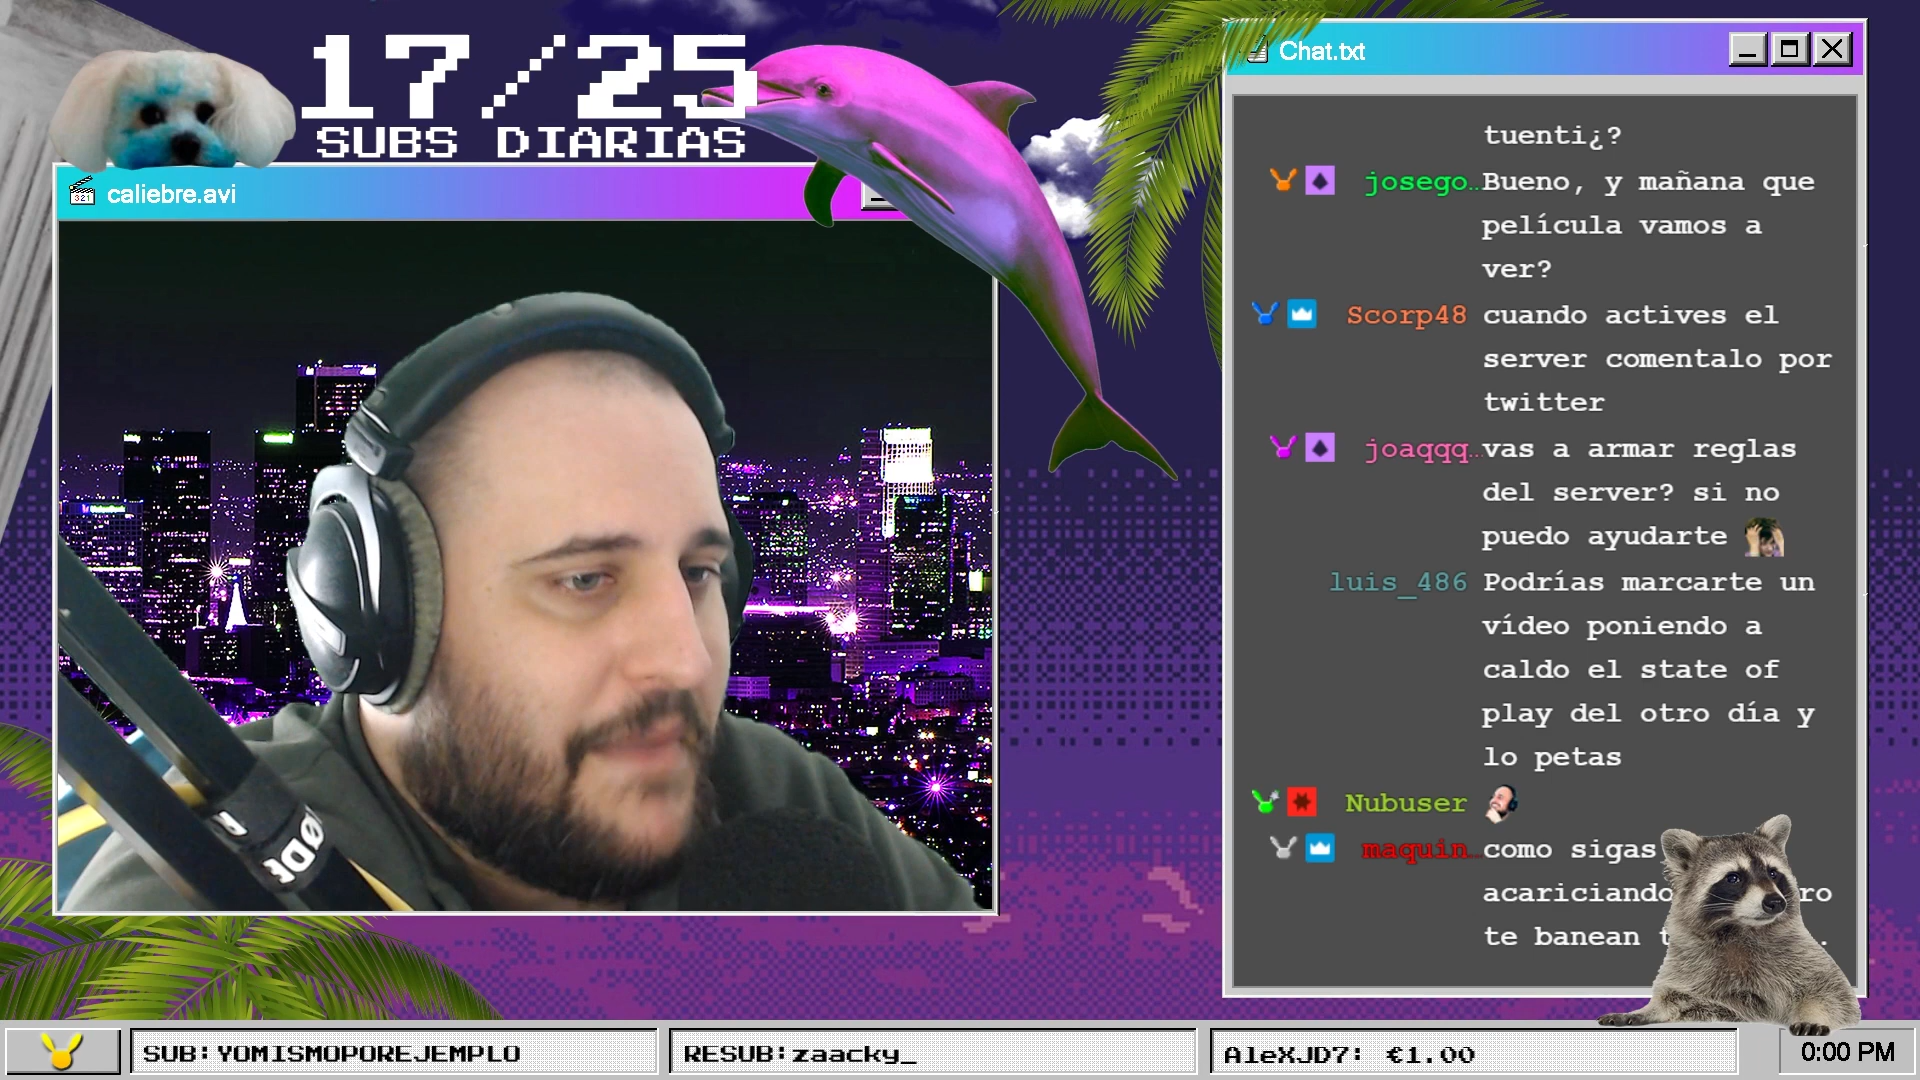 17/25
SUBS DIARIAS
caliebre.avi
Chat.txt
tuenti¿?
josego… Bueno, y mañana que
película vamos a
ver?
Scorp48 cuando actives el
server comentalo por
twitter
joaqqq… vas a armar reglas
del server? si no
puedo ayudarte
luis_486 Podrías marcarte un
vídeo poniendo a
caldo el state of
play del otro día y
lo petas
Nubuser
maquin… como sigas
acariciando
te banean
RØDE
SUB:YOMISMOPOREJEMPLO
RESUB:zaacky_
AleXJD7: €1.00
0:00 PM